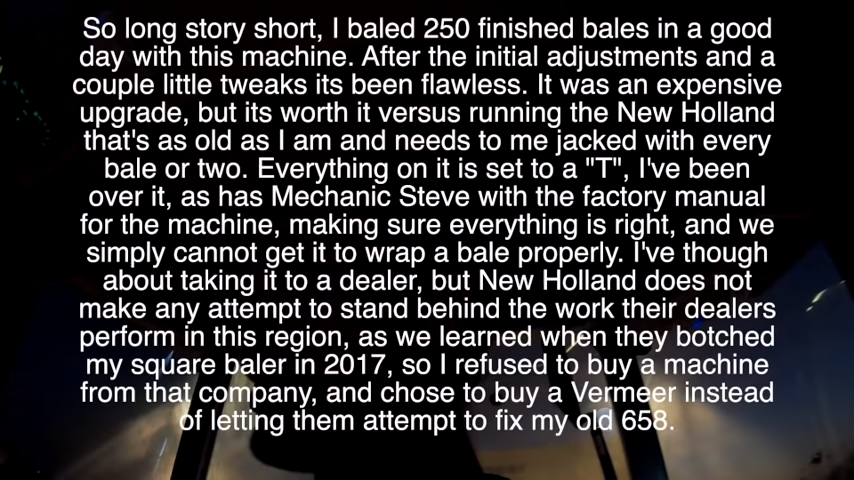 So long story short, I baled 250 finished bales in a good
day with this machine. After the initial adjustments and a
couple little tweaks its been flawless. It was an expensive
upgrade, but its worth it versus running the New Holland
that's as old as I am and needs to me jacked with every
bale or two. Everything on it is set to a "T", I've been
over it, as has Mechanic Steve with the factory manual
for the machine, making sure everything is right, and we
simply cannot get it to wrap a bale properly. I've though
about taking it to a dealer, but New Holland does not
make any attempt to stand behind the work their dealers
perform in this region, as we learned when they botched
my square baler in 2017, so I refused to buy a machine
from that company, and chose to buy a Vermeer instead
of letting them attempt to fix my old 658.